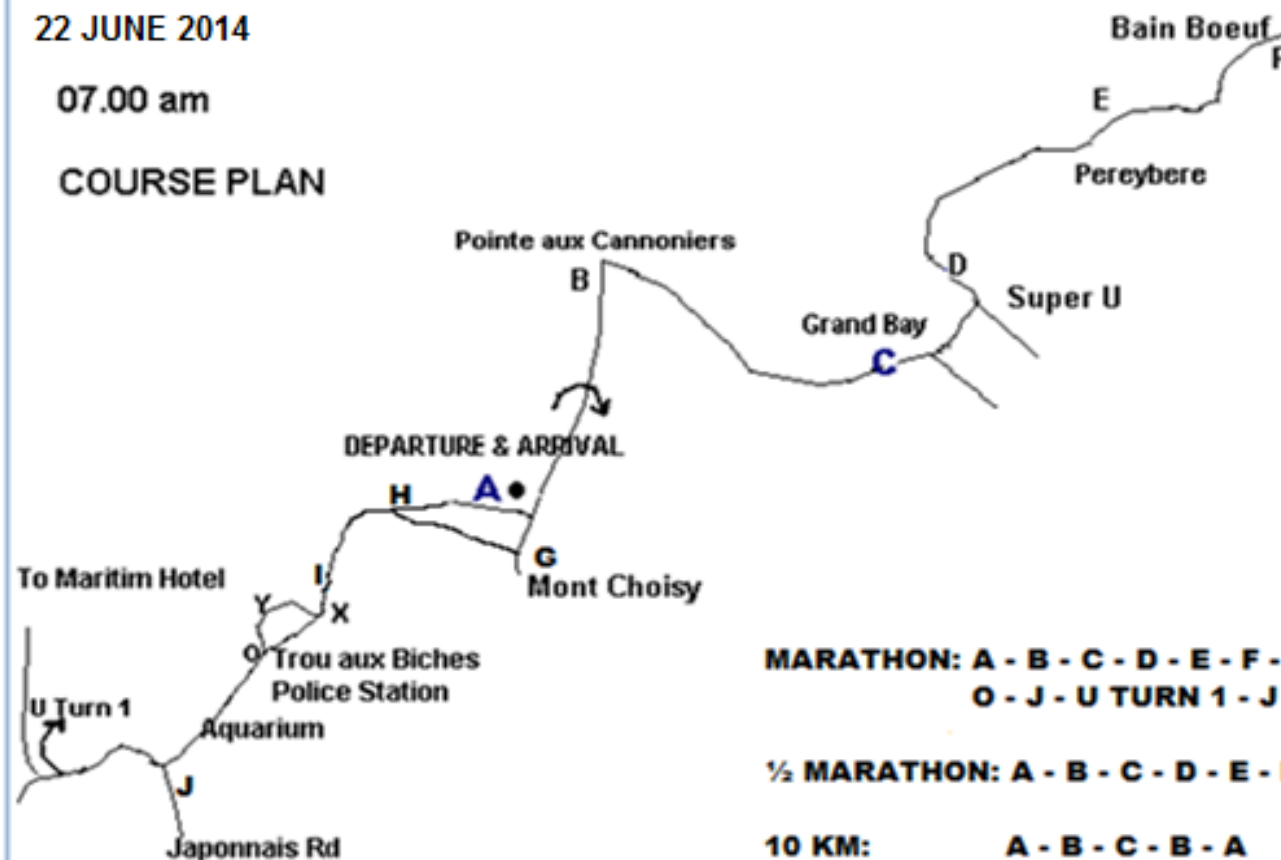 22 JUNE 2014
07.00 am
COURSE PLAN
Bain Boeuf
E
Pereybere
Pointe aux Cannoniers
B
D
Super U
Grand Bay
C
DEPARTURE & ARRIVAL
A
H
G
Mont Choisy
I
To Maritim Hotel
Y
X
O
Trou aux Biches
Police Station
U Turn 1
Aquarium
J
Japonnais Rd
MARATHON: A - B - C - D - E - F -
O - J - U TURN 1 - J
½ MARATHON: A - B - C - D - E -
10 KM: A - B - C - B - A